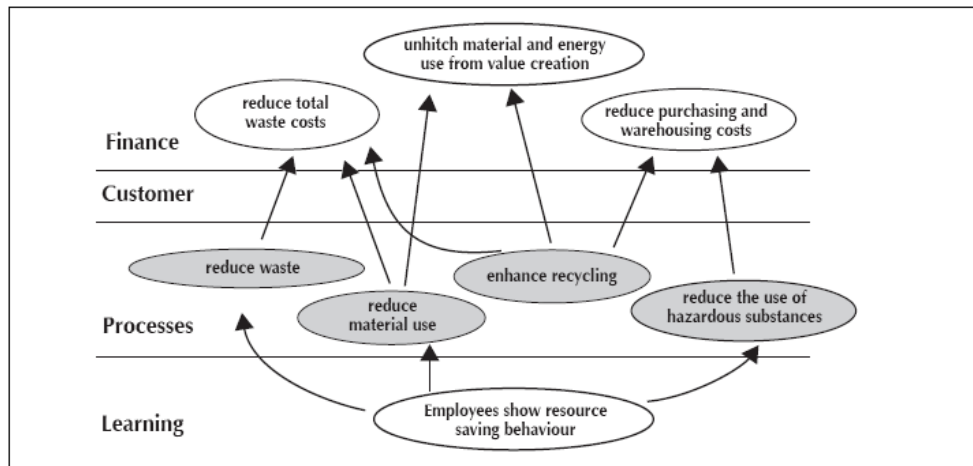 unhitch material and energy
use from value creation
reduce total
waste costs
reduce purchasing and
warehousing costs
Finance
Customer
reduce waste
enhance recycling
reduce
material use
reduce the use of
hazardous substances
Processes
Employees show resource
saving behaviour
Learning